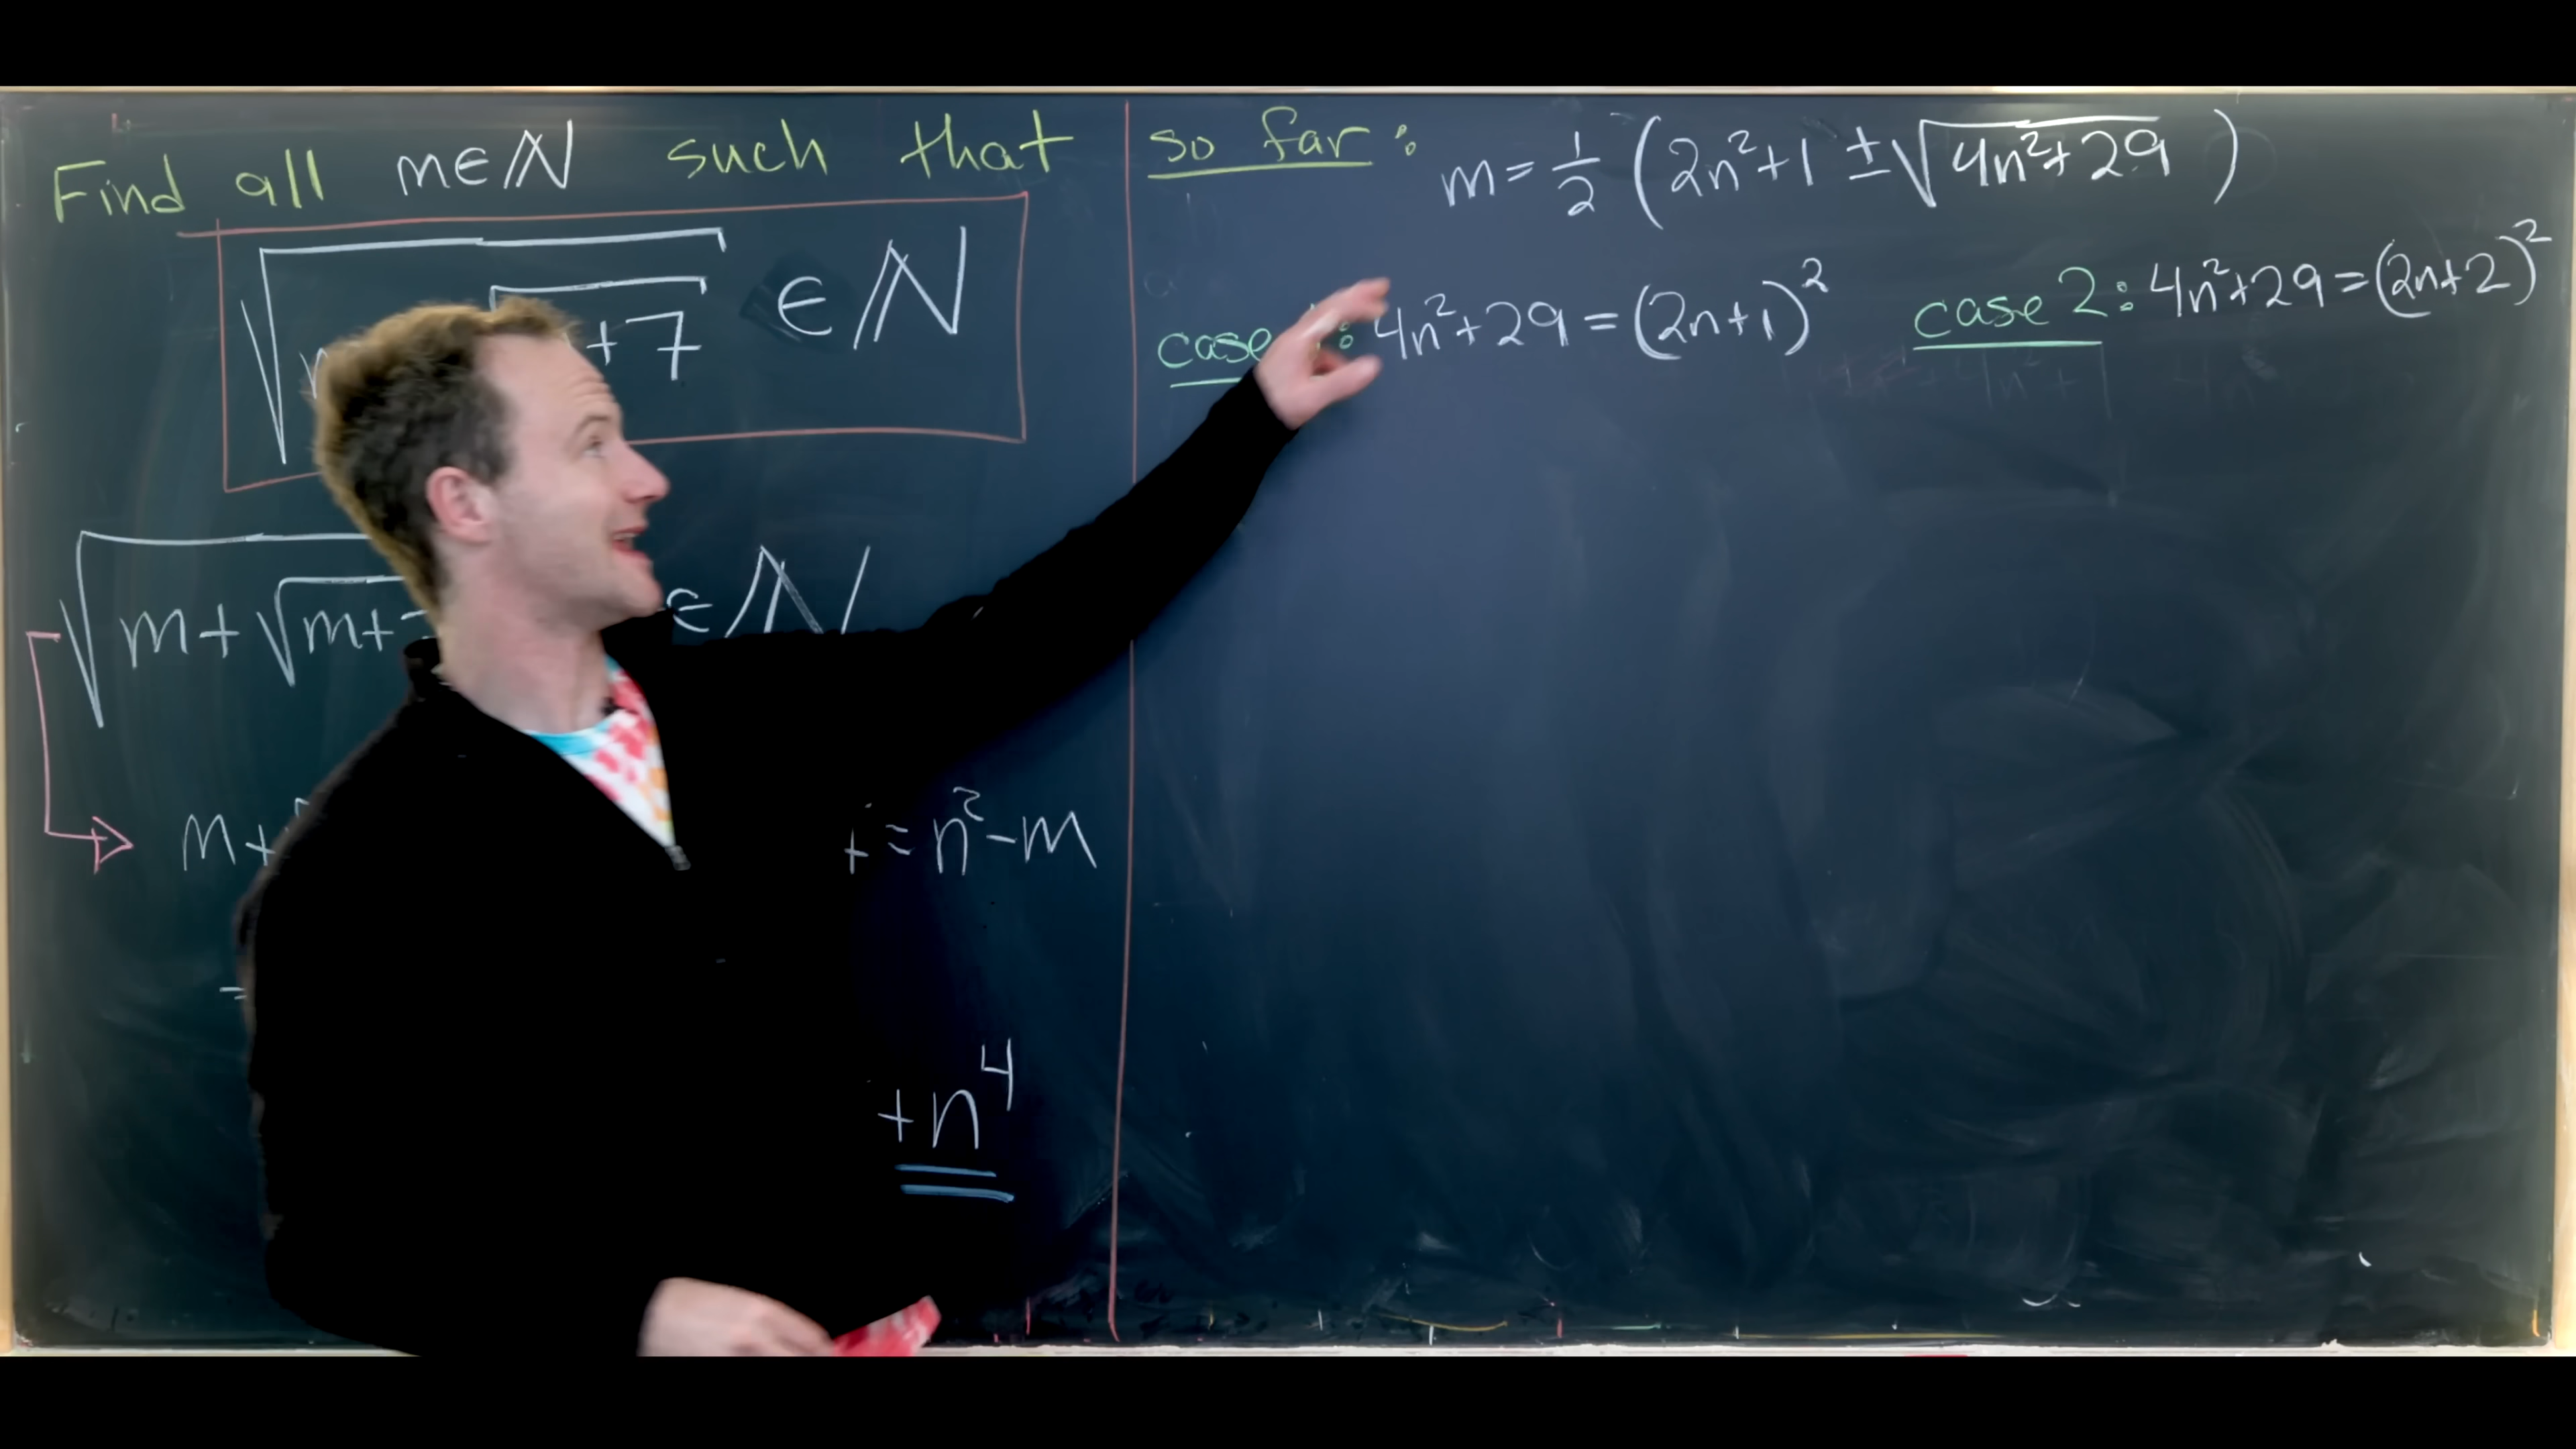 Find all m∈ℕ such that
+7 ∈ ℕ
√m+√m+ ∈ ℕ
m+ = n²-m
=
+n⁴
so far: m = 1/2 (2n²+1 ± √4n²+29)
case : 4n²+29 = (2n+1)²
case 2: 4n²+29 = (2n+2)²